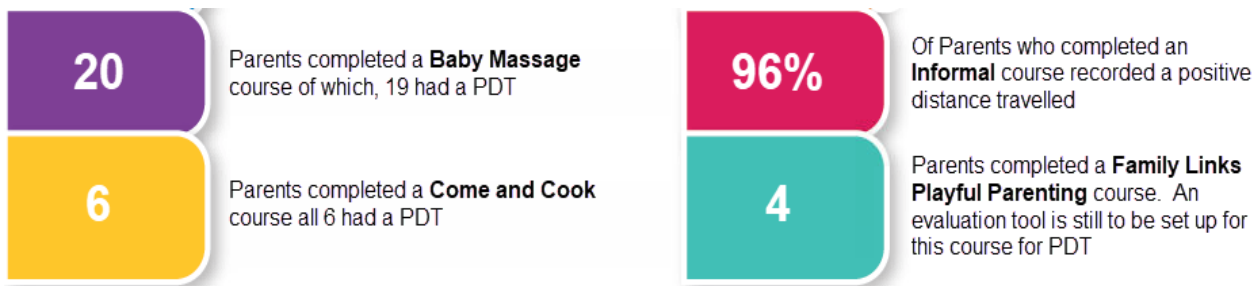 20
Parents completed a Baby Massage
course of which, 19 had a PDT
96%
Of Parents who completed an
Informal course recorded a positive
distance travelled
6
Parents completed a Come and Cook
course all 6 had a PDT
4
Parents completed a Family Links
Playful Parenting course.  An
evaluation tool is still to be set up for
this course for PDT